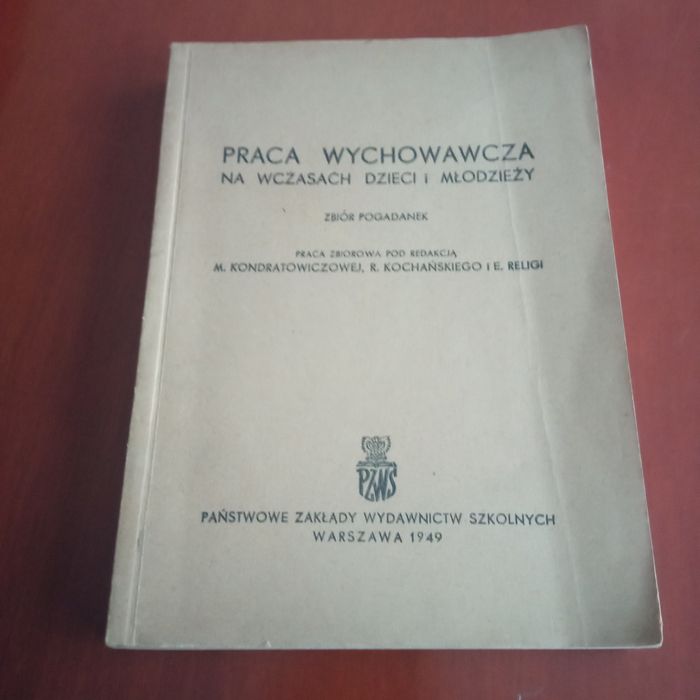 PRACA WYCHOWAWCZA
NA WCZASACH DZIECI i MŁODZIEŻY
ZBIÓR POGADANEK
PRACA ZBIOROWA POD REDAKCJĄ
M. KONDRATOWICZOWEJ, R. KOCHAŃSKIEGO i E. RELIGI
PZWS
PAŃSTWOWE ZAKŁADY WYDAWNICTW SZKOLNYCH
WARSZAWA 1949